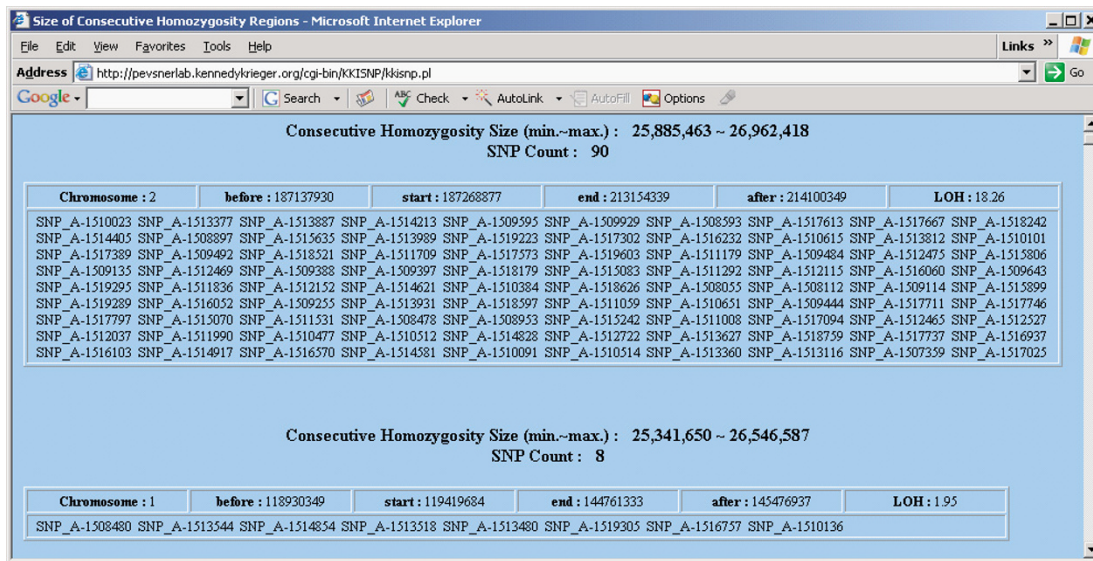 Size of Consecutive Homozygosity Regions - Microsoft Internet Explorer
File Edit View Favorites Tools Help Links »
Address http://pevsnerlab.kennedykrieger.org/cgi-bin/KKISNP/kkisnp.pl Go
Google Search ABC Check AutoLink AutoFill Options
Consecutive Homozygosity Size (min.~max.) : 25,885,463 ~ 26,962,418
SNP Count : 90
Chromosome : 2 before : 187137930 start : 187268877 end : 213154339 after : 214100349 LOH : 18.26
SNP_A-1510023 SNP_A-1513377 SNP_A-1513887 SNP_A-1514213 SNP_A-1509595 SNP_A-1509929 SNP_A-1508593 SNP_A-1517613 SNP_A-1517667 SNP_A-1518242
SNP_A-1514405 SNP_A-1508897 SNP_A-1515635 SNP_A-1513989 SNP_A-1519223 SNP_A-1517302 SNP_A-1516232 SNP_A-1510615 SNP_A-1513812 SNP_A-1510101
SNP_A-1517389 SNP_A-1509492 SNP_A-1518521 SNP_A-1511709 SNP_A-1517573 SNP_A-1519603 SNP_A-1511179 SNP_A-1509484 SNP_A-1512475 SNP_A-1515806
SNP_A-1509135 SNP_A-1512469 SNP_A-1509388 SNP_A-1509397 SNP_A-1518179 SNP_A-1515083 SNP_A-1511292 SNP_A-1512115 SNP_A-1516060 SNP_A-1509643
SNP_A-1519295 SNP_A-1511836 SNP_A-1512152 SNP_A-1514621 SNP_A-1510384 SNP_A-1518626 SNP_A-1508055 SNP_A-1508112 SNP_A-1509114 SNP_A-1515899
SNP_A-1519289 SNP_A-1516052 SNP_A-1509255 SNP_A-1513931 SNP_A-1518597 SNP_A-1511059 SNP_A-1510651 SNP_A-1509444 SNP_A-1517711 SNP_A-1517746
SNP_A-1517797 SNP_A-1515070 SNP_A-1511531 SNP_A-1508478 SNP_A-1508953 SNP_A-1515242 SNP_A-1511008 SNP_A-1517094 SNP_A-1512465 SNP_A-1512527
SNP_A-1512037 SNP_A-1511990 SNP_A-1510477 SNP_A-1510512 SNP_A-1514828 SNP_A-1512722 SNP_A-1513627 SNP_A-1518759 SNP_A-1517737 SNP_A-1516937
SNP_A-1516103 SNP_A-1514917 SNP_A-1516570 SNP_A-1514581 SNP_A-1510091 SNP_A-1510514 SNP_A-1513360 SNP_A-1513116 SNP_A-1507359 SNP_A-1517025
Consecutive Homozygosity Size (min.~max.) : 25,341,650 ~ 26,546,587
SNP Count : 8
Chromosome : 1 before : 118930349 start : 119419684 end : 144761333 after : 145476937 LOH : 1.95
SNP_A-1508480 SNP_A-1513544 SNP_A-1514854 SNP_A-1513518 SNP_A-1513480 SNP_A-1519305 SNP_A-1516757 SNP_A-1510136